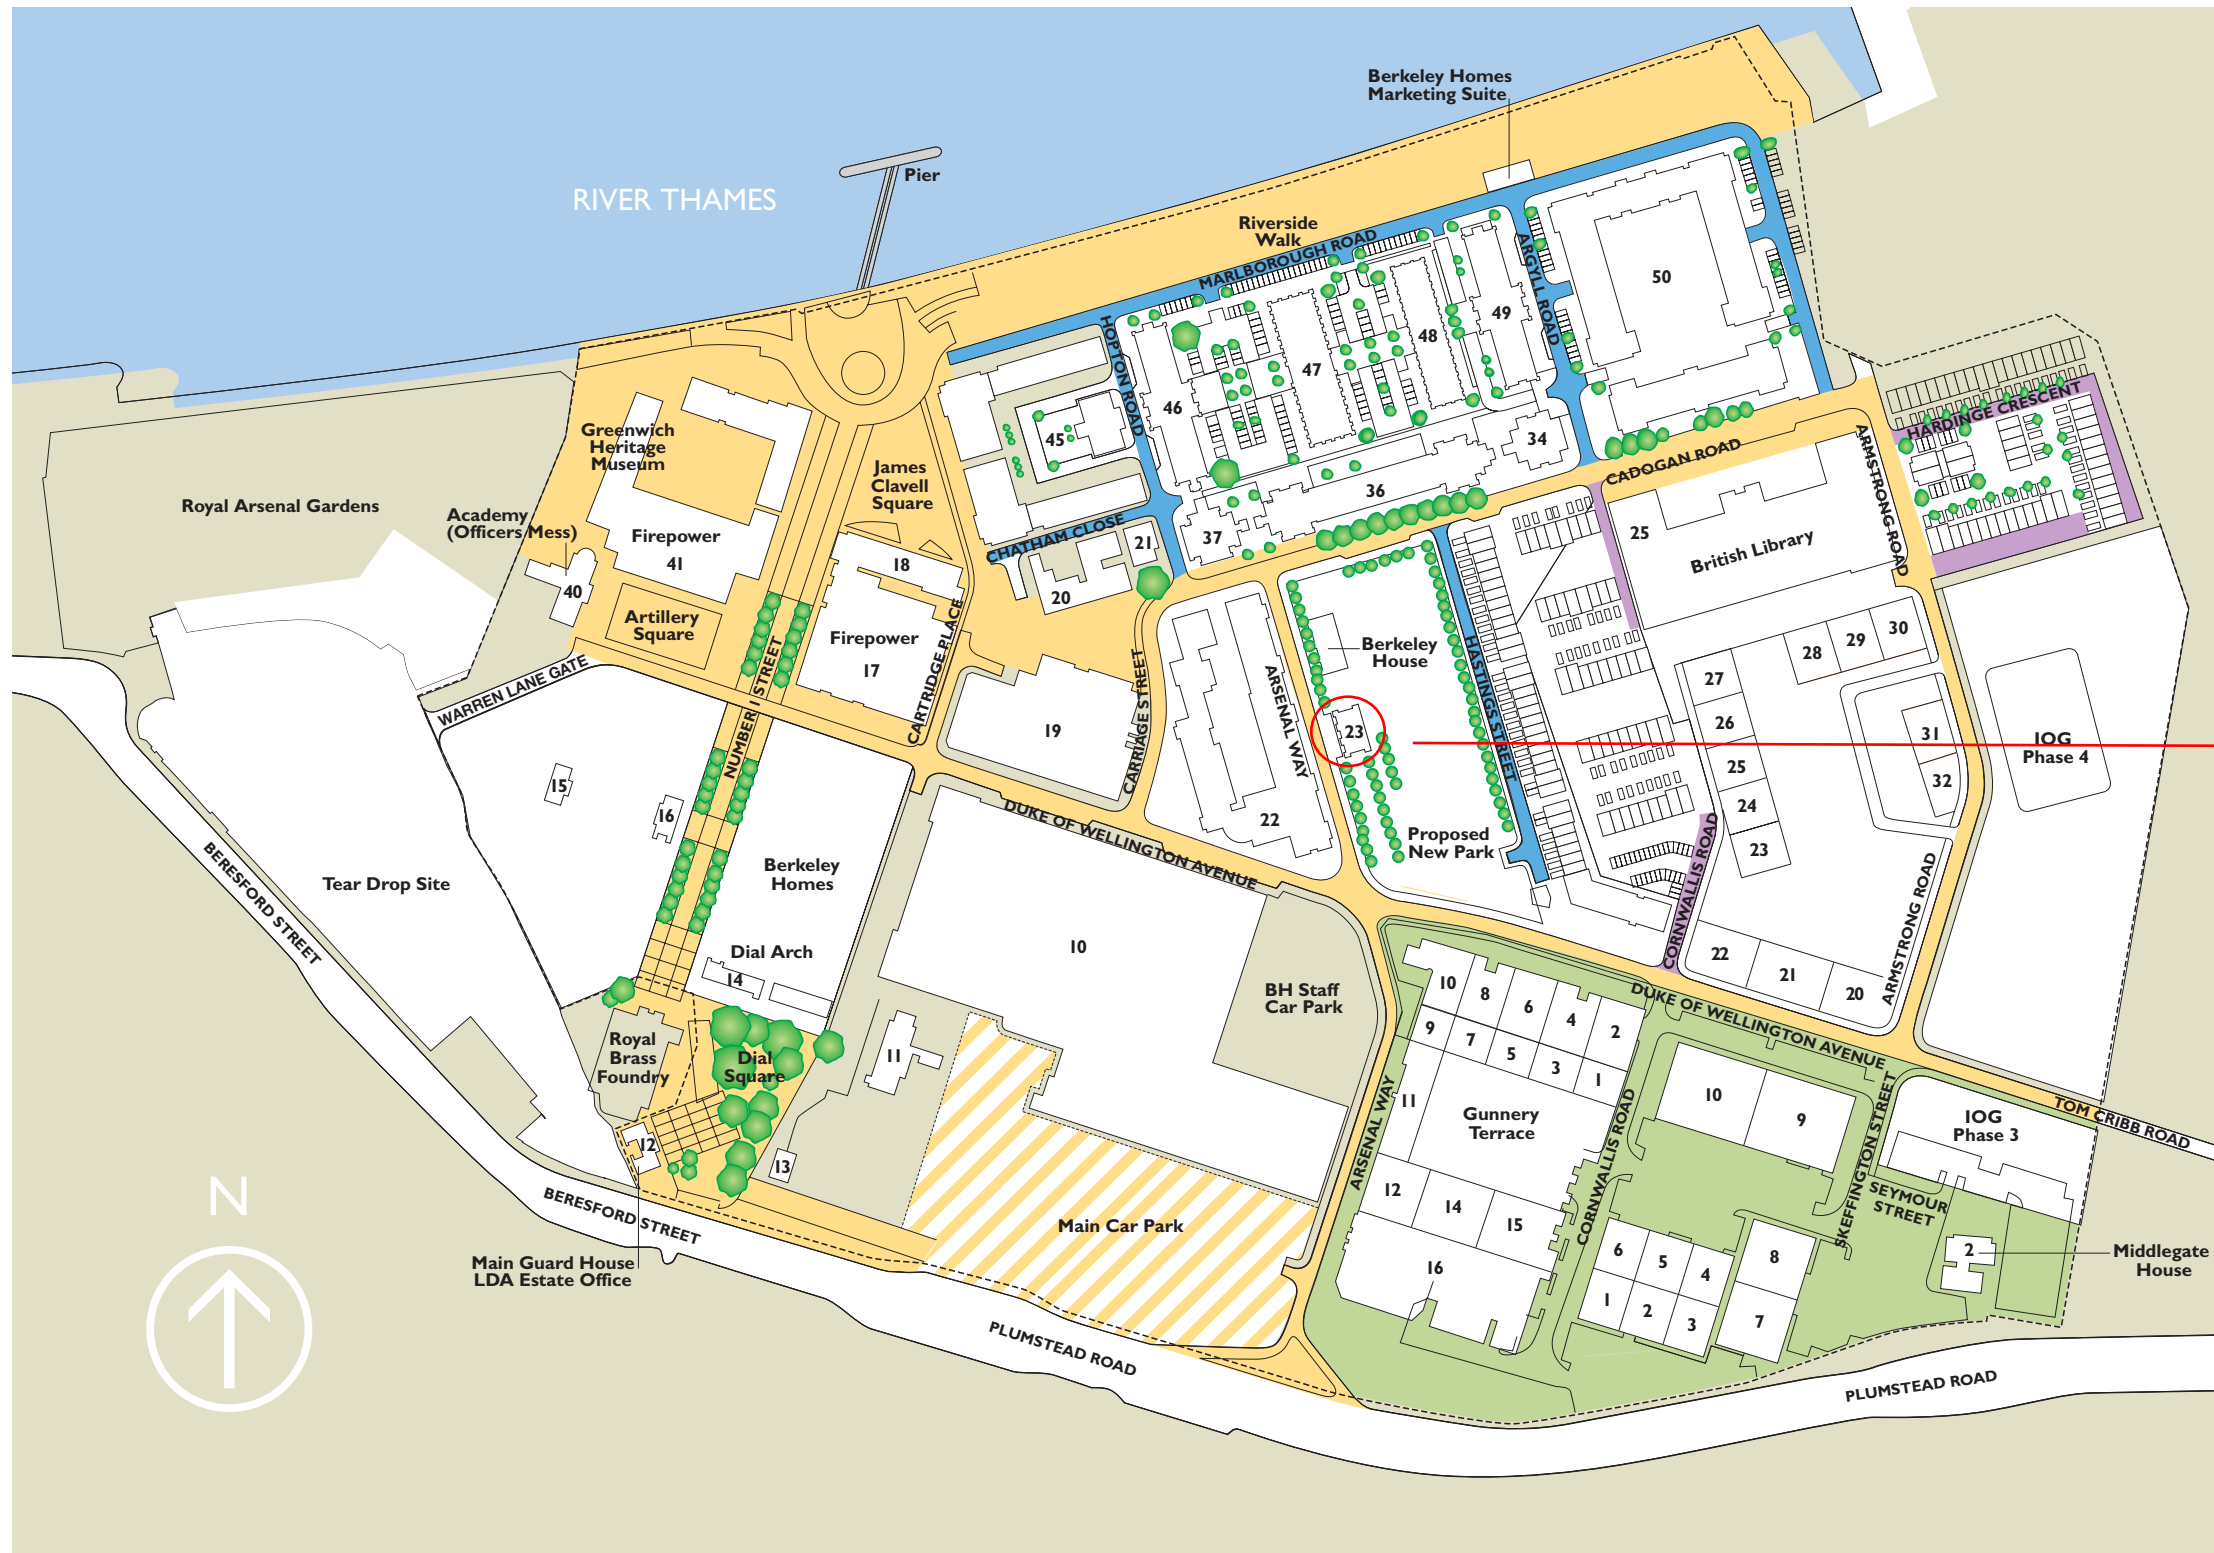 Berkeley Homes
Marketing Suite
Pier
RIVER THAMES
Riverside
Walk
MARLBOROUGH ROAD
ARGYLL ROAD
HOPTON ROAD
50
49
48
47
46
45
34
36
37
CADOGAN ROAD
HARDINGE CRESCENT
ARMSTRONG ROAD
Greenwich
Heritage
Museum
James
Clavell
Square
Royal Arsenal Gardens
Academy
(Officers Mess)
Firepower
41
40
Artillery
Square
18
Firepower
17
CHATHAM CLOSE
21
20
25
British Library
Berkeley
House
HASTINGS STREET
28
29
30
27
26
25
24
23
31
32
IOG
Phase 4
WARREN LANE GATE
NUMBER 1 STREET
CARTRIDGE PLACE
CARRIAGE STREET
ARSENAL WAY
19
23
22
15
16
DUKE OF WELLINGTON AVENUE
Proposed
New Park
CORNWALLIS ROAD
ARMSTRONG ROAD
Berkeley
Homes
Tear Drop Site
BERESFORD STREET
Dial Arch
14
10
BH Staff
Car Park
22
21
20
DUKE OF WELLINGTON AVENUE
Royal
Brass
Foundry
Dial
Square
11
12
13
10
8
6
4
2
9
7
5
3
1
11
Gunnery
Terrace
12
14
15
16
ARSENAL WAY
CORNWALLIS ROAD
10
9
SKEFFINGTON STREET
IOG
Phase 3
TOM CRIBB ROAD
SEYMOUR
STREET
6
5
4
1
2
3
8
7
2
Middlegate
House
N
BERESFORD STREET
Main Guard House
LDA Estate Office
Main Car Park
PLUMSTEAD ROAD
PLUMSTEAD ROAD